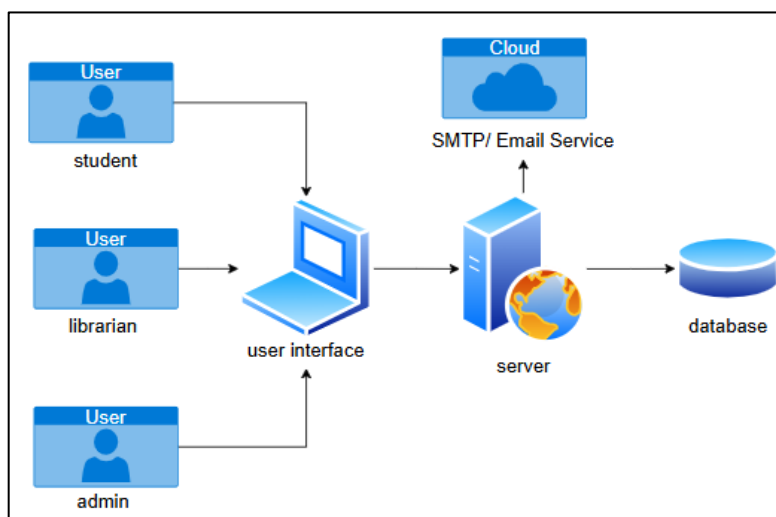 User
student
User
librarian
User
admin
user interface
Cloud
SMTP/ Email Service
server
database